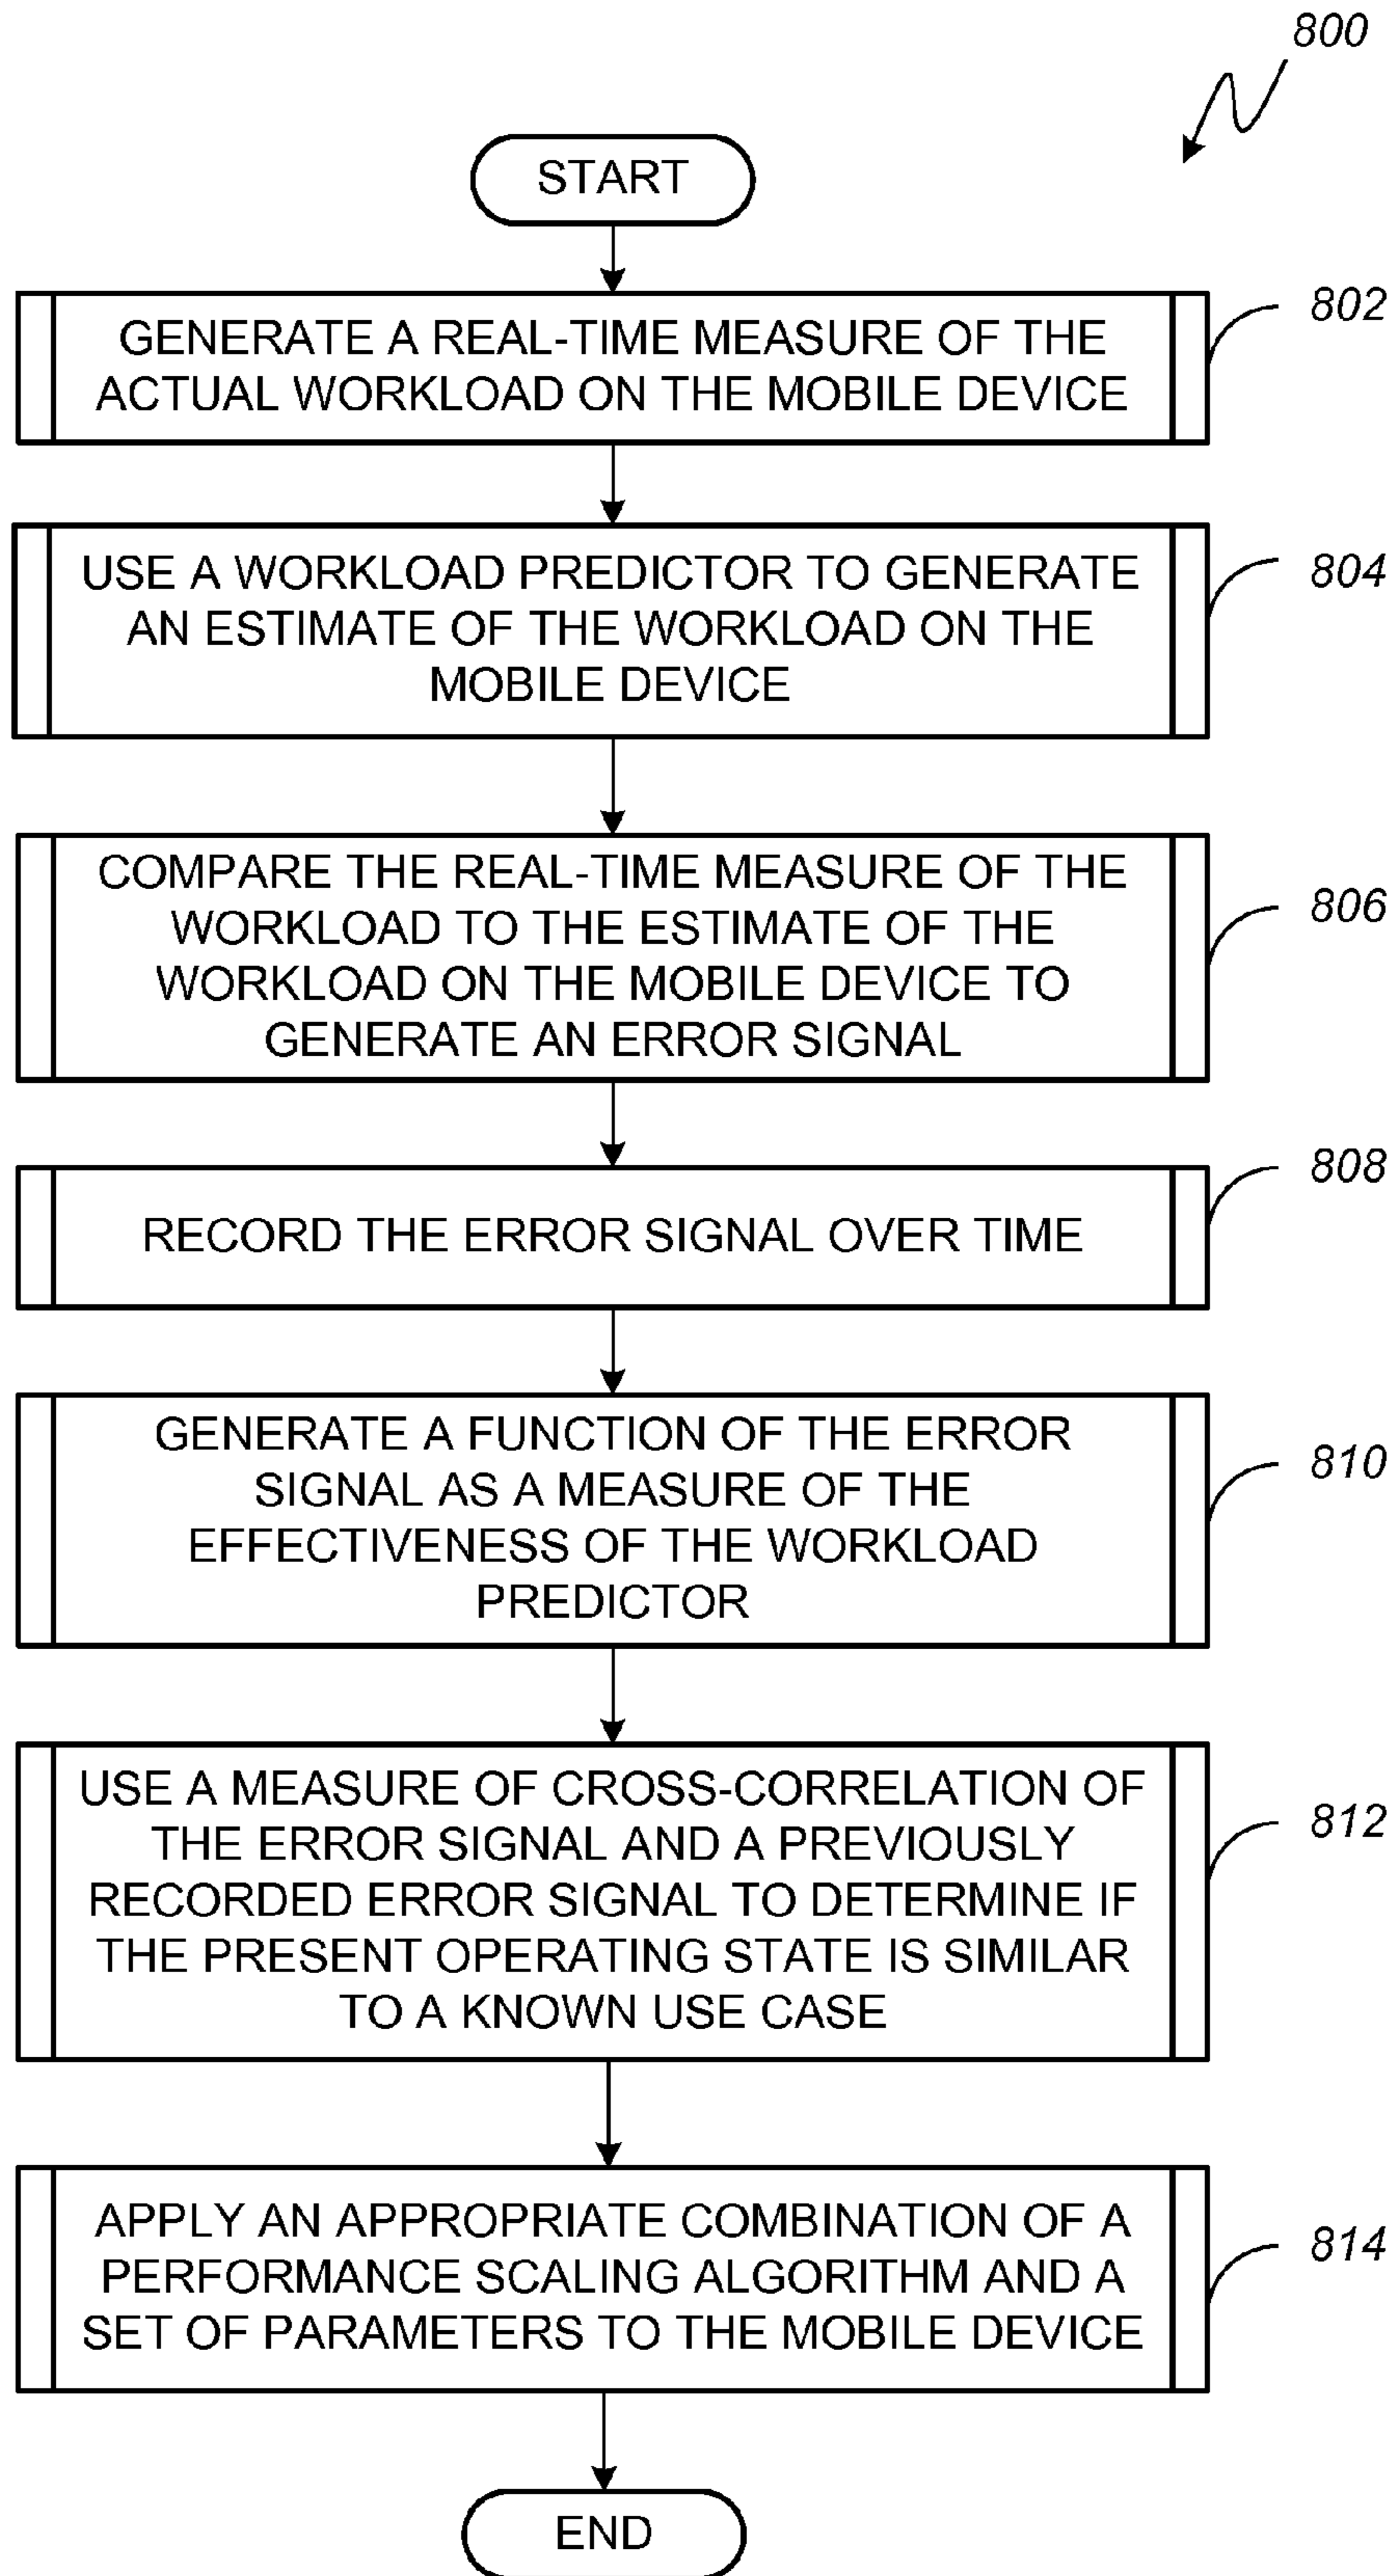 800
START
GENERATE A REAL-TIME MEASURE OF THE
ACTUAL WORKLOAD ON THE MOBILE DEVICE
802
USE A WORKLOAD PREDICTOR TO GENERATE
AN ESTIMATE OF THE WORKLOAD ON THE
MOBILE DEVICE
804
COMPARE THE REAL-TIME MEASURE OF THE
WORKLOAD TO THE ESTIMATE OF THE
WORKLOAD ON THE MOBILE DEVICE TO
GENERATE AN ERROR SIGNAL
806
RECORD THE ERROR SIGNAL OVER TIME
808
GENERATE A FUNCTION OF THE ERROR
SIGNAL AS A MEASURE OF THE
EFFECTIVENESS OF THE WORKLOAD
PREDICTOR
810
USE A MEASURE OF CROSS-CORRELATION OF
THE ERROR SIGNAL AND A PREVIOUSLY
RECORDED ERROR SIGNAL TO DETERMINE IF
THE PRESENT OPERATING STATE IS SIMILAR
TO A KNOWN USE CASE
812
APPLY AN APPROPRIATE COMBINATION OF A
PERFORMANCE SCALING ALGORITHM AND A
SET OF PARAMETERS TO THE MOBILE DEVICE
814
END